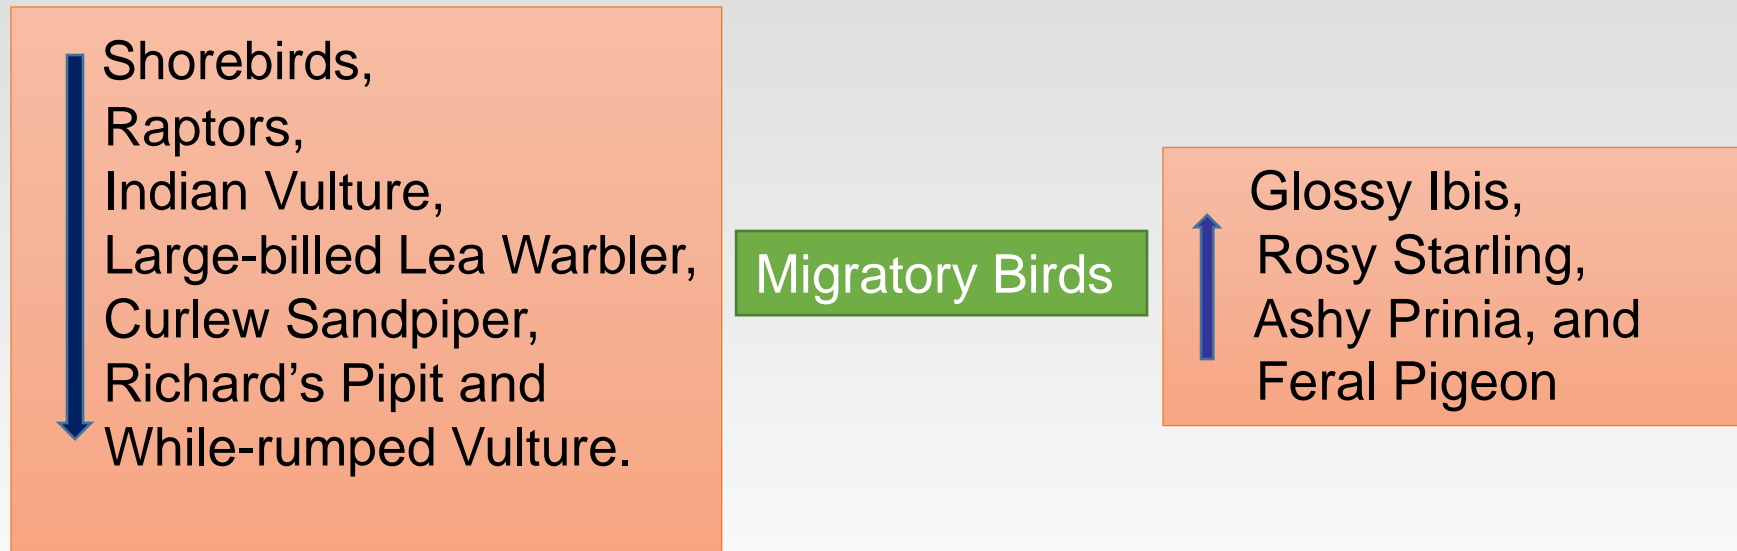 Shorebirds,
Raptors,
Indian Vulture,
Large-billed Lea Warbler,
Curlew Sandpiper,
Richard’s Pipit and
While-rumped Vulture.
Migratory Birds
Glossy Ibis,
Rosy Starling,
Ashy Prinia, and
Feral Pigeon